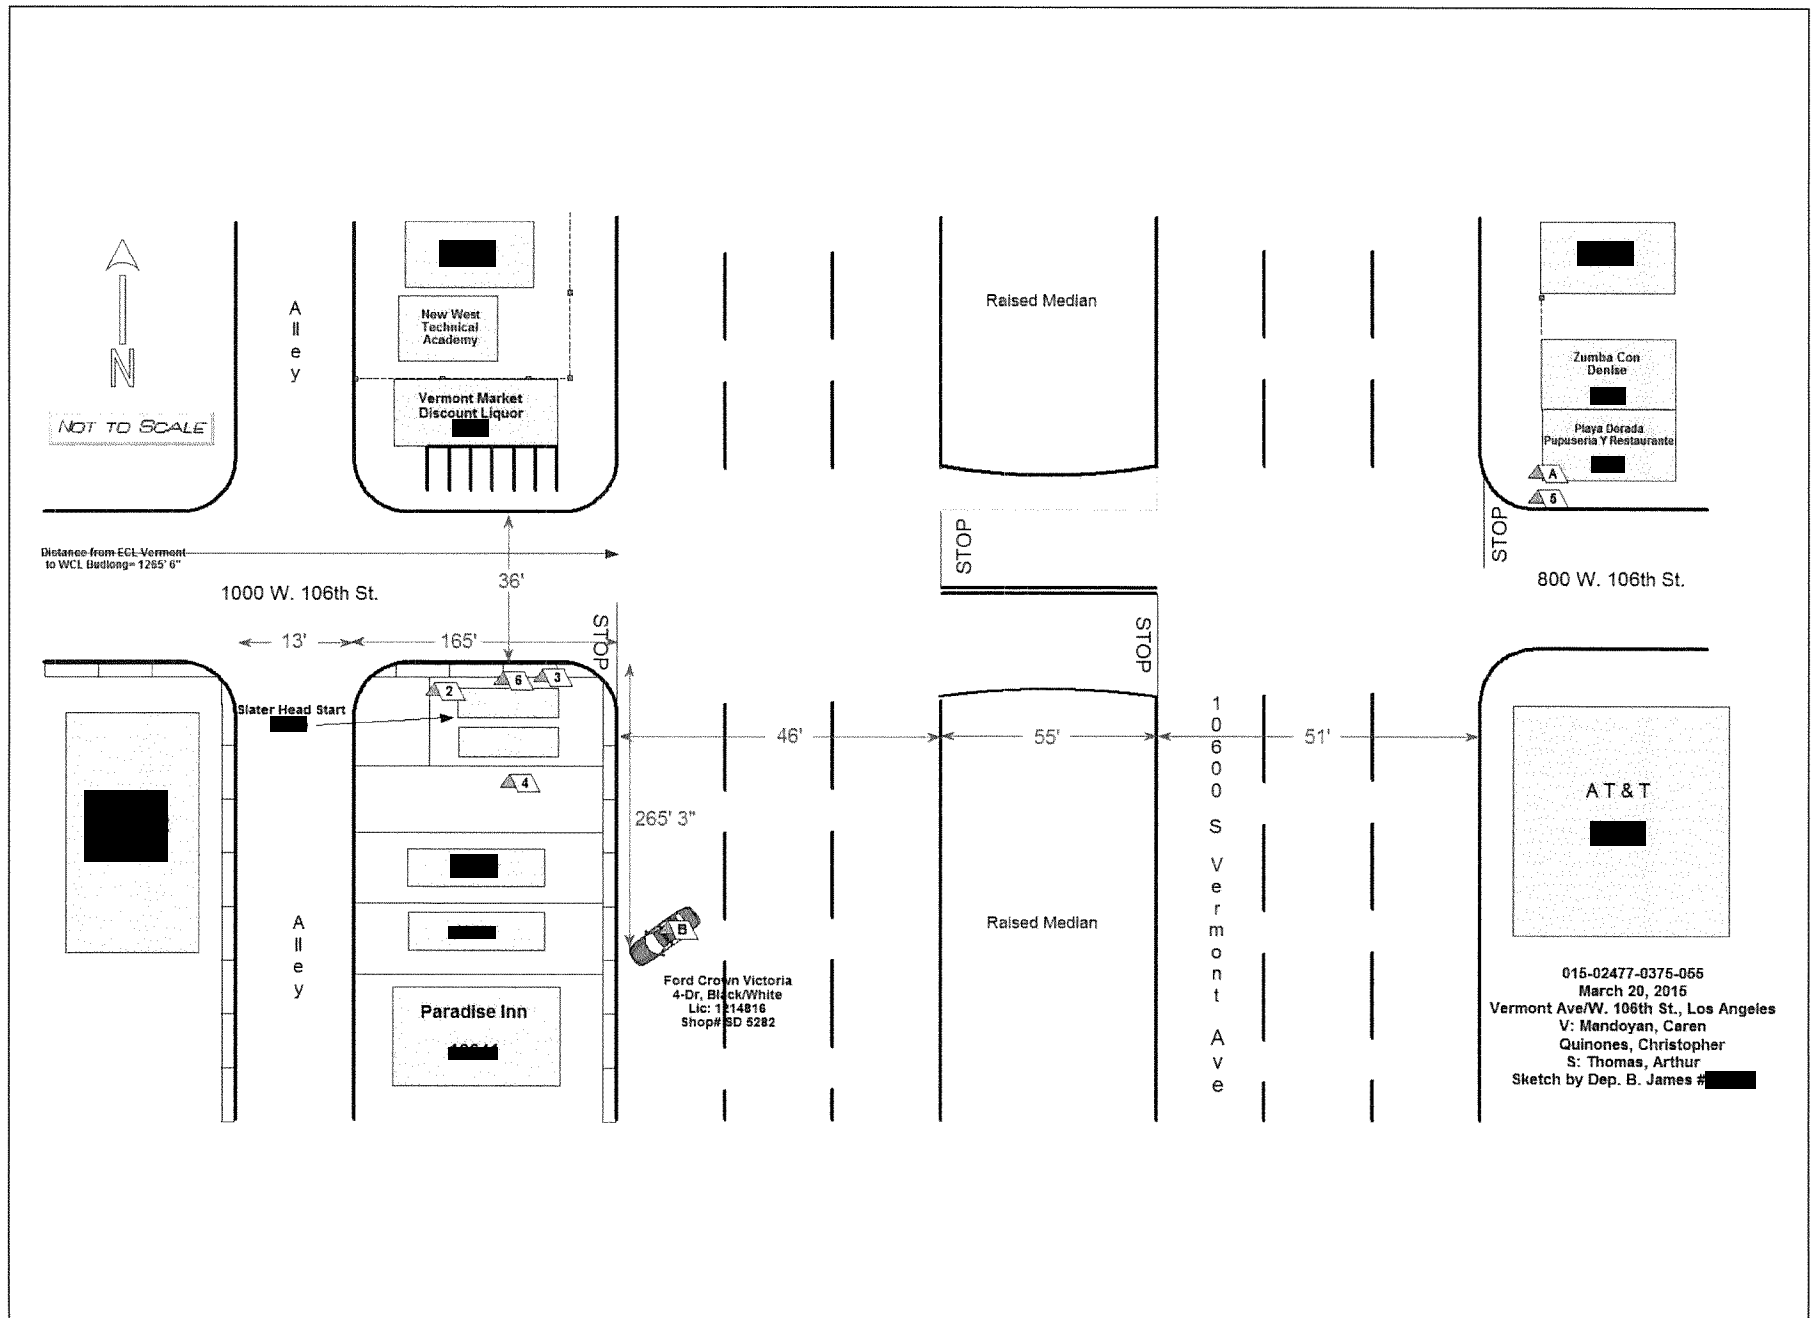 N
NOT TO SCALE
Alley
New West
Technical
Academy
Vermont Market
Discount Liquor
Raised Median
Zumba Con
Denise
Playa Dorada
Pupuseria Y Restaurante
A
5
STOP
STOP
Distance from ECL Vermont
to WCL Budlong= 1265' 6"
1000 W. 106th St.
36'
800 W. 106th St.
13'
165'
STOP
STOP
2
6
3
Slater Head Start
4
46'
55'
51'
265' 3"
10600 S Vermont Ave
AT&T
Alley
B
Raised Median
Ford Crown Victoria
4-Dr, Black/White
Lic: 1214816
Shop# SD 5282
Paradise Inn
015-02477-0375-055
March 20, 2015
Vermont Ave/W. 106th St., Los Angeles
V: Mandoyan, Caren
Quinones, Christopher
S: Thomas, Arthur
Sketch by Dep. B. James #